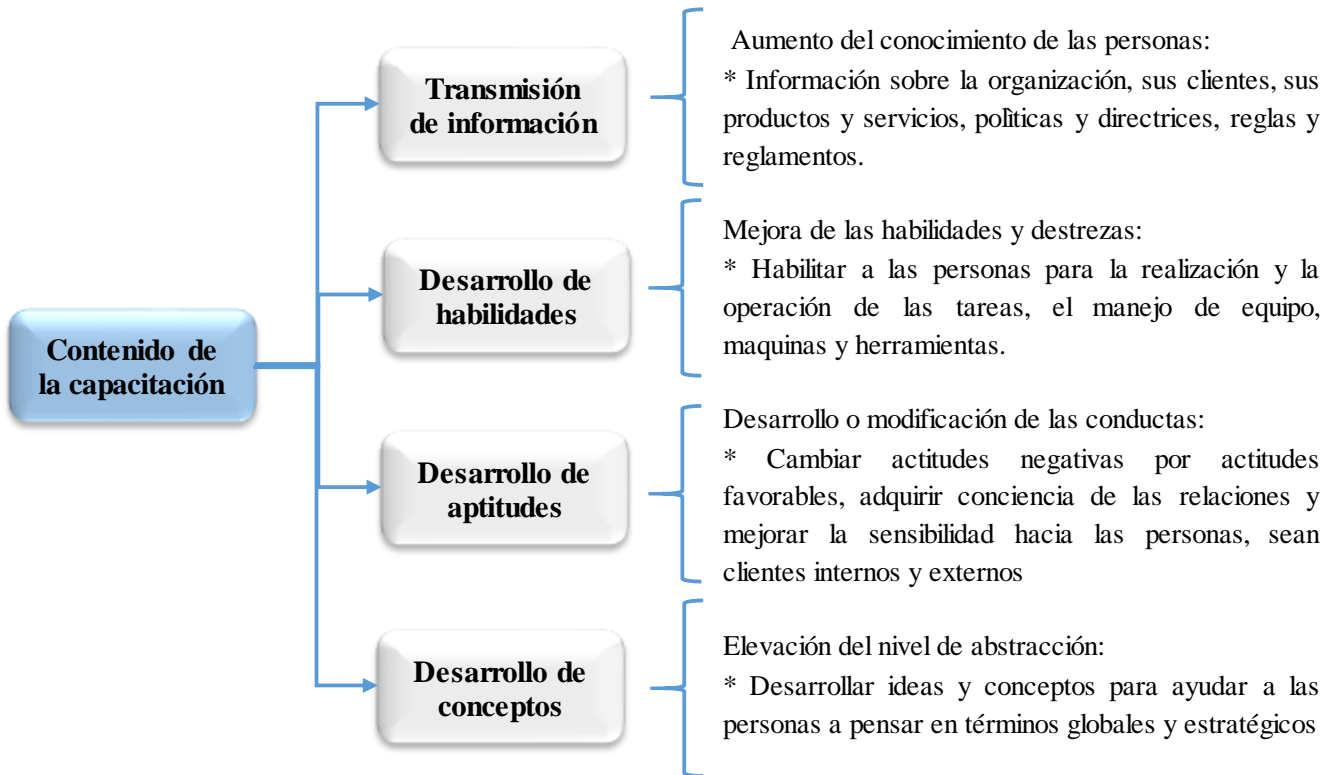 Contenido de
la capacitación
Transmisión
de información
Aumento del conocimiento de las personas:
* Información sobre la organización, sus clientes, sus
productos y servicios, polìticas y directrices, reglas y
reglamentos.
Desarrollo de
habilidades
Mejora de las habilidades y destrezas:
* Habilitar a las personas para la realización y la
operación de las tareas, el manejo de equipo,
maquinas y herramientas.
Desarrollo de
aptitudes
Desarrollo o modificación de las conductas:
* Cambiar actitudes negativas por actitudes
favorables, adquirir conciencia de las relaciones y
mejorar la sensibilidad hacia las personas, sean
clientes internos y externos
Desarrollo de
conceptos
Elevación del nivel de abstracción:
* Desarrollar ideas y conceptos para ayudar a las
personas a pensar en términos globales y estratégicos